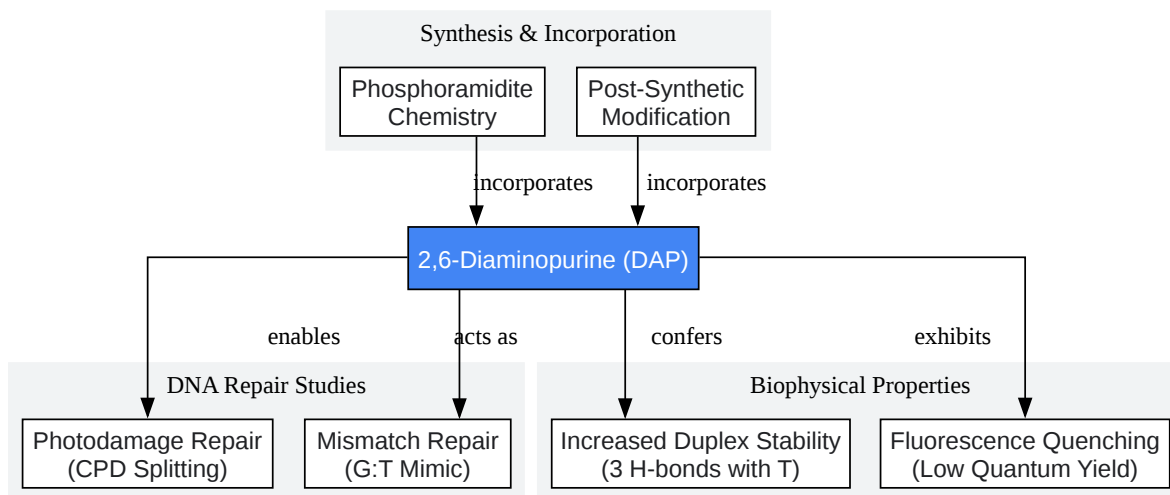 Synthesis & Incorporation
Phosphoramidite
Chemistry
Post-Synthetic
Modification
incorporates
incorporates
2,6-Diaminopurine (DAP)
enables
acts as
confers
exhibits
DNA Repair Studies
Biophysical Properties
Photodamage Repair
(CPD Splitting)
Mismatch Repair
(G:T Mimic)
Increased Duplex Stability
(3 H-bonds with T)
Fluorescence Quenching
(Low Quantum Yield)